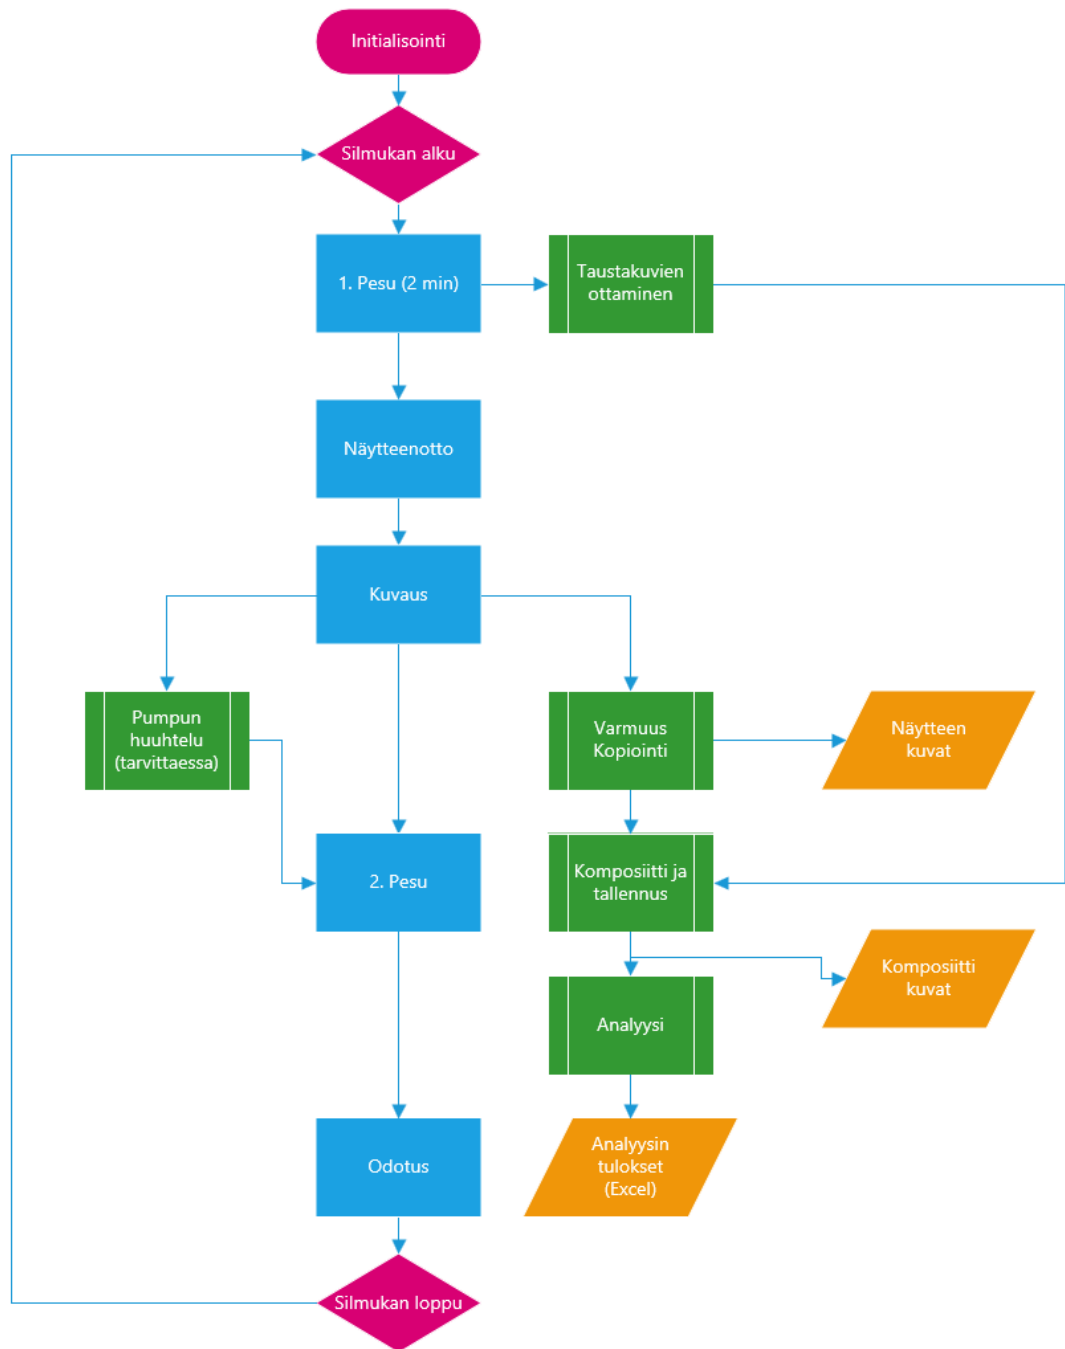 Initialisointi
Silmukan alku
1. Pesu (2 min)
Taustakuvien
ottaminen
Näytteenotto
Kuvaus
Pumpun
huuhtelu
(tarvittaessa)
Varmuus
Kopiointi
Näytteen
kuvat
2. Pesu
Komposiitti ja
tallennus
Komposiitti
kuvat
Analyysi
Odotus
Analyysin
tulokset
(Excel)
Silmukan loppu